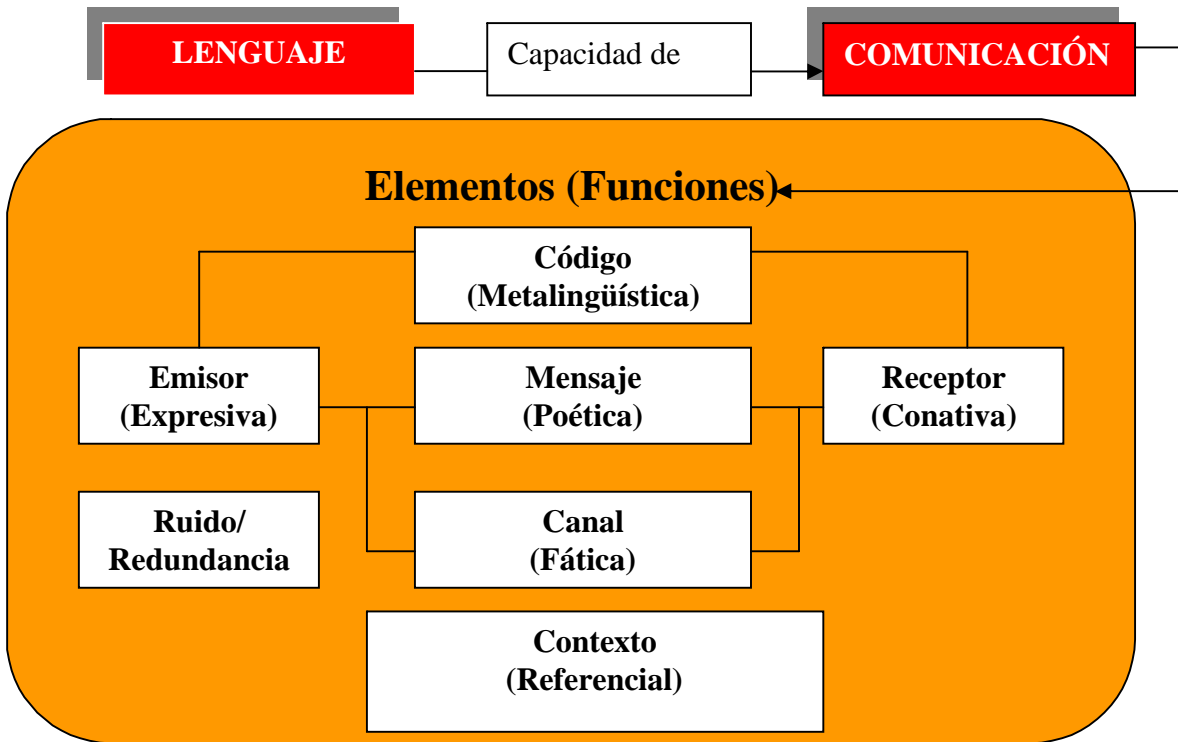 LENGUAJE
Capacidad de
COMUNICACIÓN
Elementos (Funciones)
Código
(Metalingüística)
Emisor
(Expresiva)
Mensaje
(Poética)
Receptor
(Conativa)
Ruido/
Redundancia
Canal
(Fática)
Contexto
(Referencial)